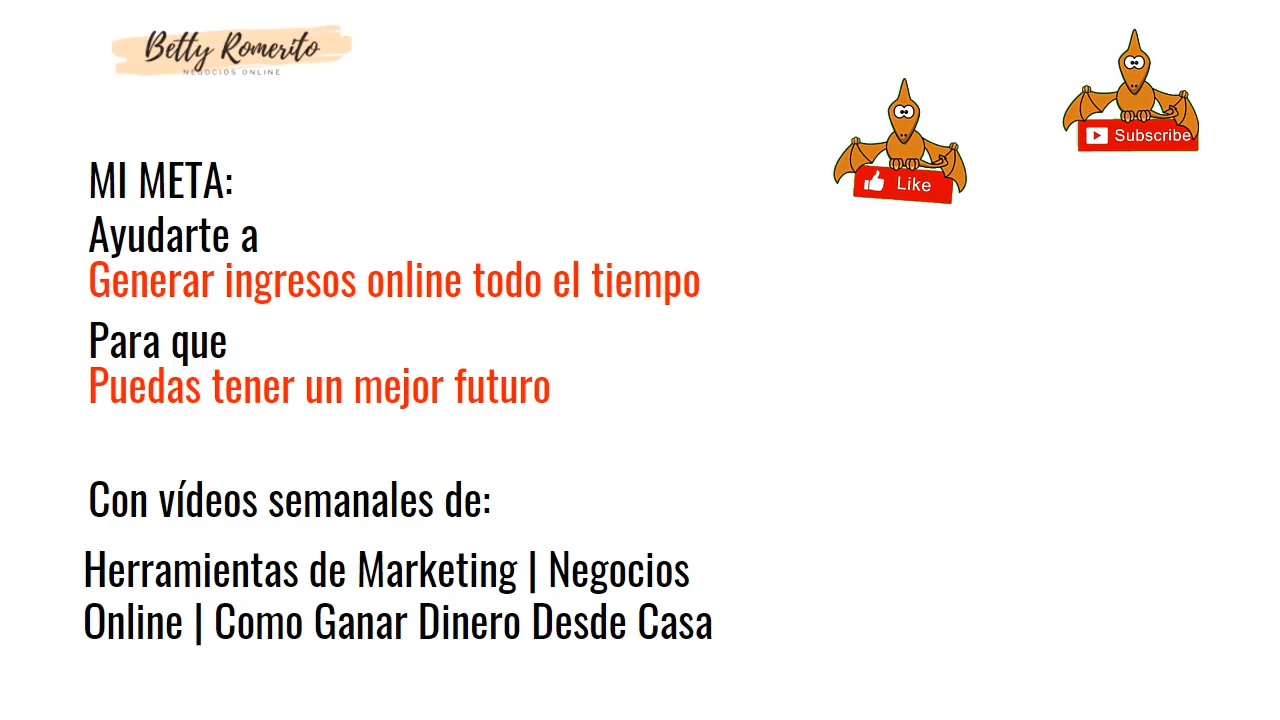 Betty Romerito
NEGOCIOS ONLINE
Subscribe
Like
MI META:
Ayudarte a
Generar ingresos online todo el tiempo
Para que
Puedas tener un mejor futuro
Con vídeos semanales de:
Herramientas de Marketing | Negocios
Online | Como Ganar Dinero Desde Casa